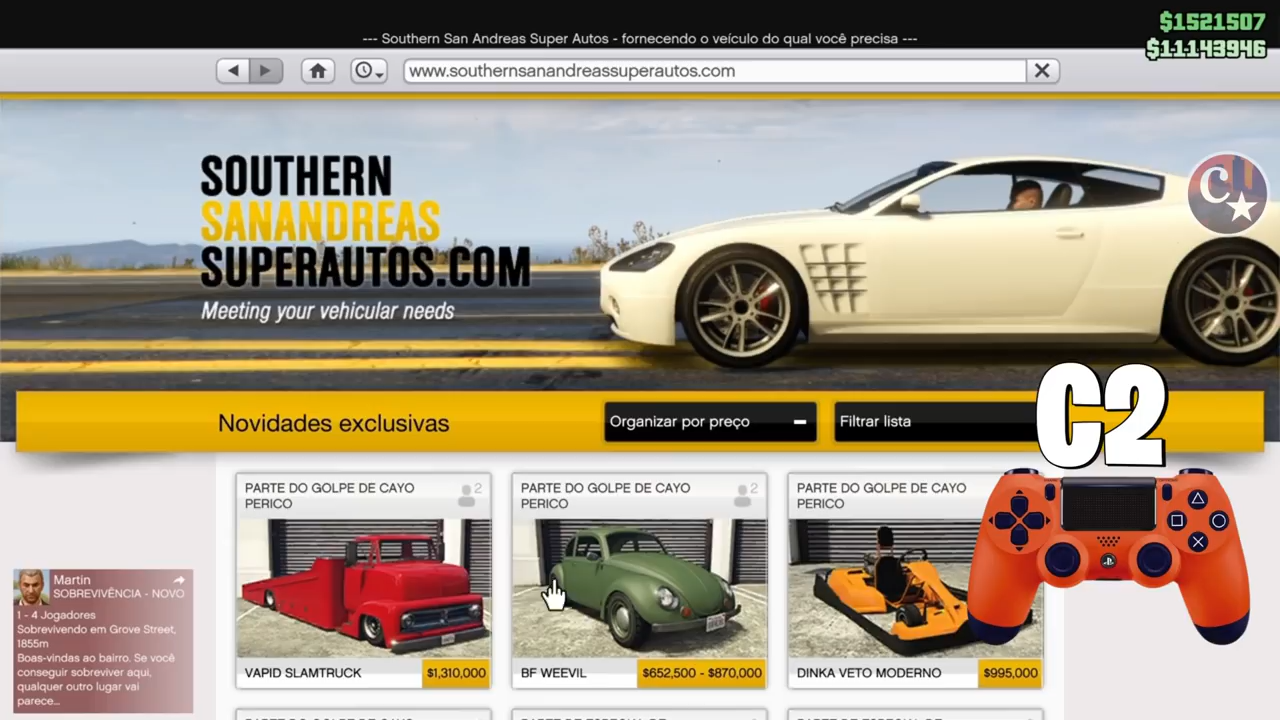 --- Southern San Andreas Super Autos - fornecendo o veículo do qual você precisa ---
$1521507
$11143946
www.southernsanandreassuperautos.com
SOUTHERN
SANANDREAS
SUPERAUTOS.COM
Meeting your vehicular needs
C
Novidades exclusivas
Organizar por preço
Filtrar lista
C2
PARTE DO GOLPE DE CAYO
PERICO
2
PARTE DO GOLPE DE CAYO
PERICO
2
PARTE DO GOLPE DE CAYO
PERICO
VAPID SLAMTRUCK
$1,310,000
BF WEEVIL
$652,500 - $870,000
DINKA VETO MODERNO
$995,000
Martin
SOBREVIVÊNCIA - NOVO
1 - 4 Jogadores
Sobrevivendo em Grove Street,
1855m
Boas-vindas ao bairro. Se você
conseguir sobreviver aqui,
qualquer outro lugar vai
parece...